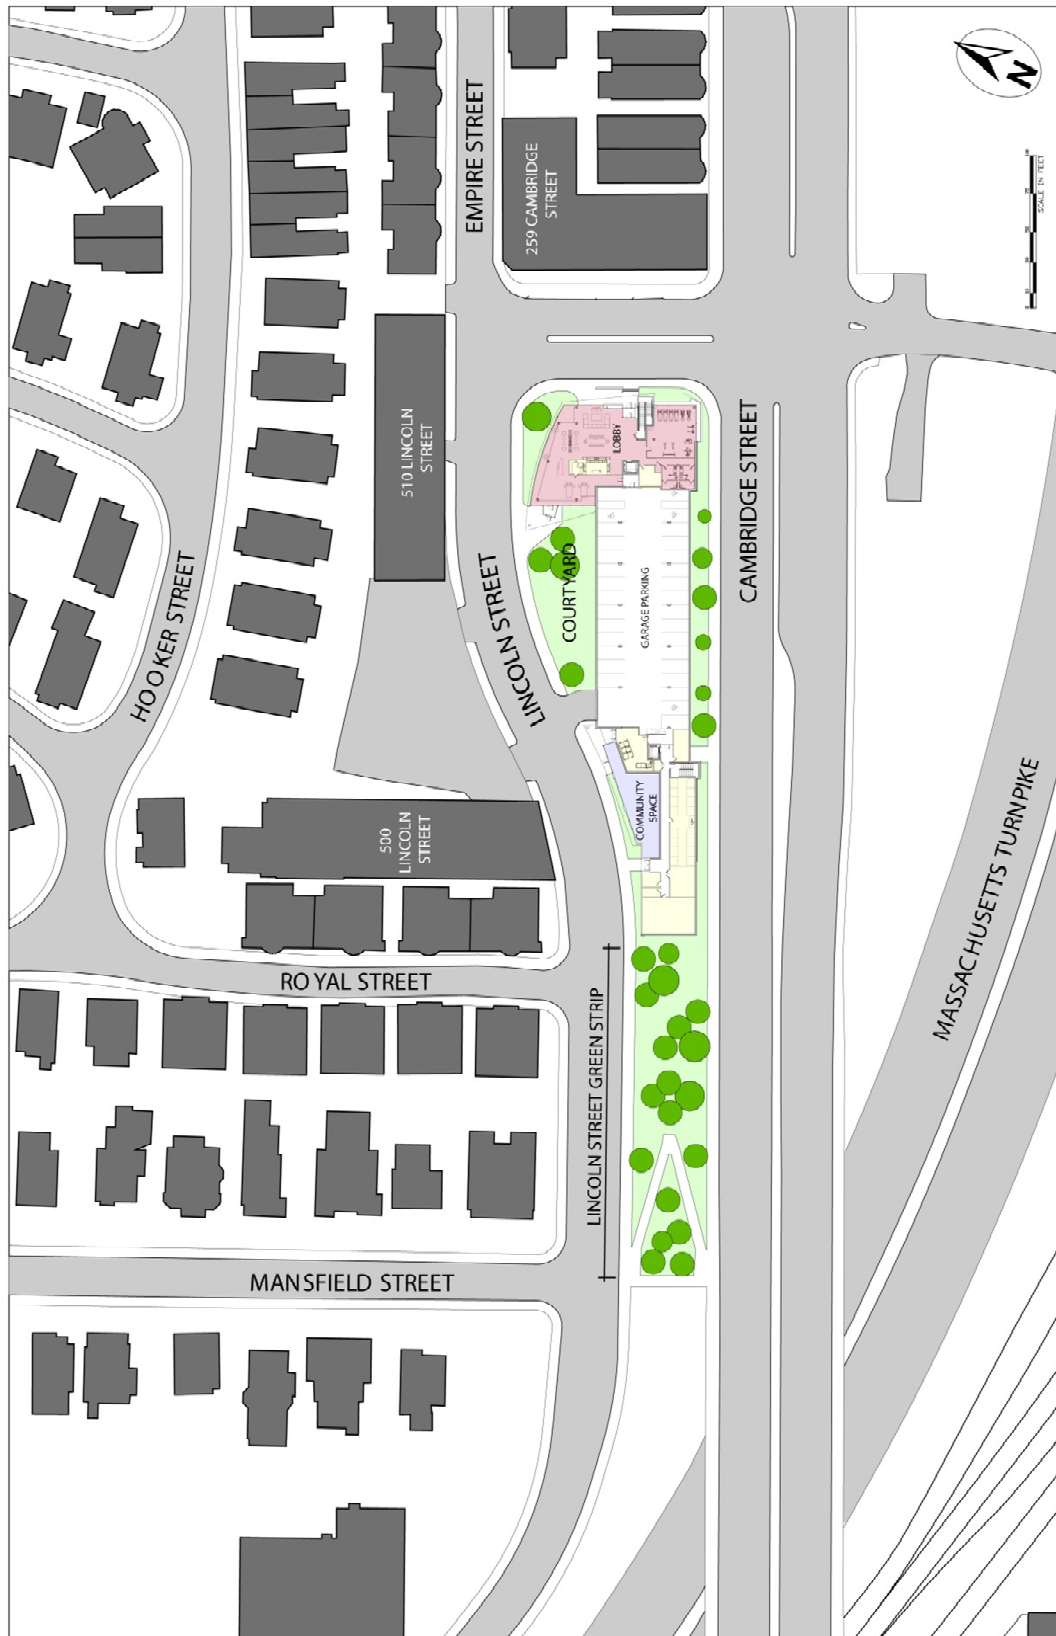 N
SCALE IN FEET
EMPIRE STREET
259 CAMBRIDGE
STREET
510 LINCOLN
STREET
LOBBY
CAMBRIDGE STREET
LINCOLN STREET
COURTYARD
GARAGE PARKING
HOOKER STREET
COMMUNITY
SPACE
500
LINCOLN
STREET
MASSACHUSETTS TURNPIKE
ROYAL STREET
LINCOLN STREET GREEN STRIP
MANSFIELD STREET